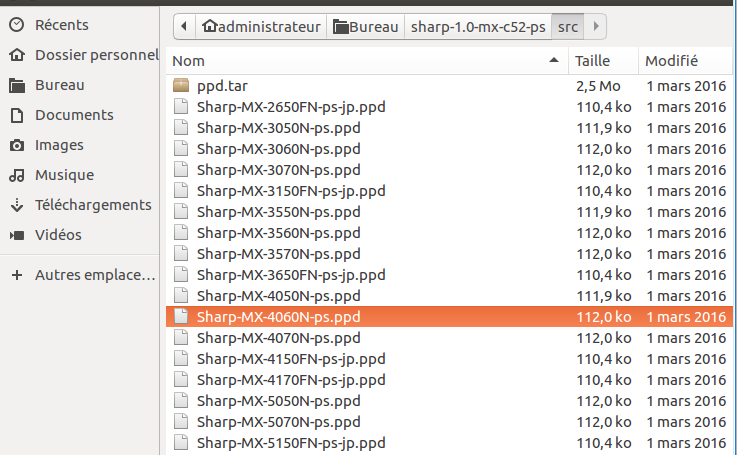 administrateur Bureau sharp-1.0-mx-c52-ps src
Récents
Dossier personnel
Bureau
Documents
Images
Musique
Téléchargements
Vidéos
Autres emplace…
Nom Taille Modifié
ppd.tar 2,5 Mo 1 mars 2016
Sharp-MX-2650FN-ps-jp.ppd 110,4 ko 1 mars 2016
Sharp-MX-3050N-ps.ppd 111,9 ko 1 mars 2016
Sharp-MX-3060N-ps.ppd 112,0 ko 1 mars 2016
Sharp-MX-3070N-ps.ppd 112,0 ko 1 mars 2016
Sharp-MX-3150FN-ps-jp.ppd 110,4 ko 1 mars 2016
Sharp-MX-3550N-ps.ppd 111,9 ko 1 mars 2016
Sharp-MX-3560N-ps.ppd 112,0 ko 1 mars 2016
Sharp-MX-3570N-ps.ppd 112,0 ko 1 mars 2016
Sharp-MX-3650FN-ps-jp.ppd 110,4 ko 1 mars 2016
Sharp-MX-4050N-ps.ppd 111,9 ko 1 mars 2016
Sharp-MX-4060N-ps.ppd 112,0 ko 1 mars 2016
Sharp-MX-4070N-ps.ppd 112,0 ko 1 mars 2016
Sharp-MX-4150FN-ps-jp.ppd 110,4 ko 1 mars 2016
Sharp-MX-4170FN-ps-jp.ppd 110,4 ko 1 mars 2016
Sharp-MX-5050N-ps.ppd 112,0 ko 1 mars 2016
Sharp-MX-5070N-ps.ppd 112,0 ko 1 mars 2016
Sharp-MX-5150FN-ps-jp.ppd 110,4 ko 1 mars 2016